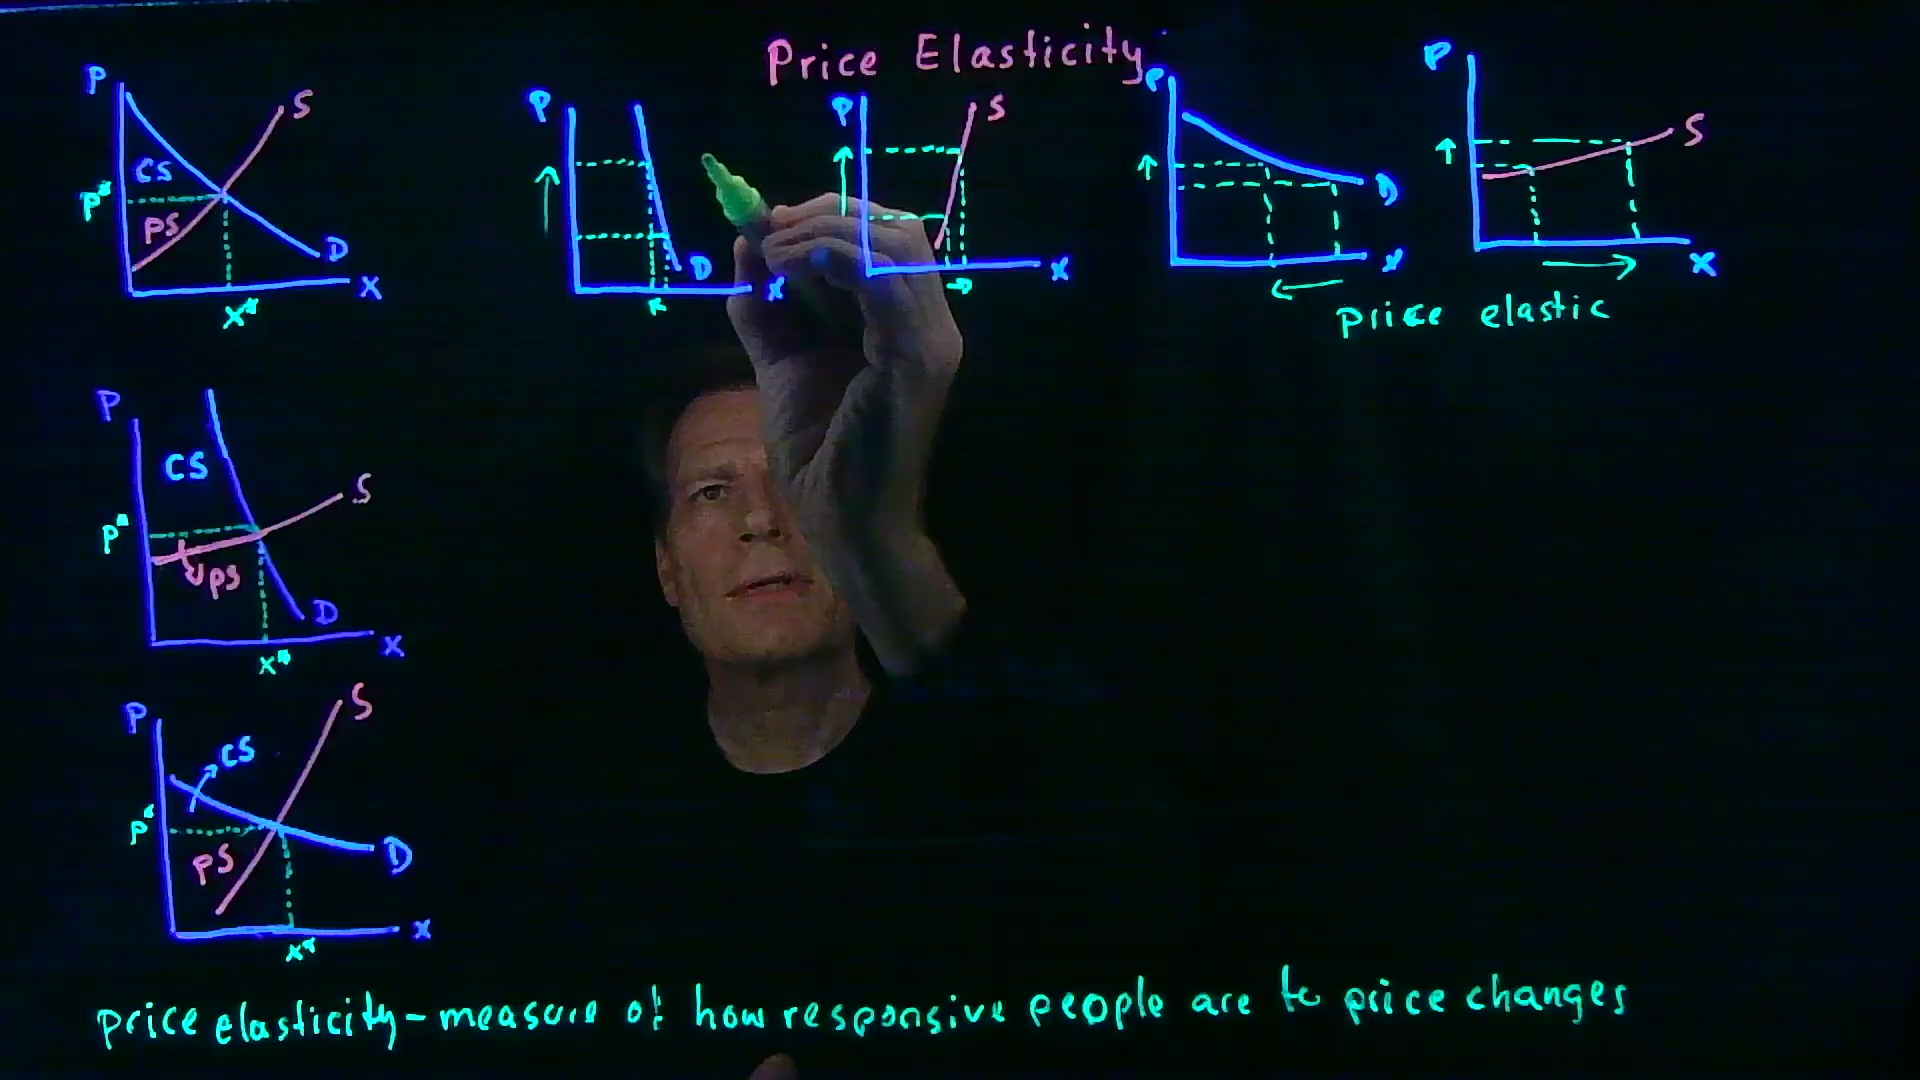 Price Elasticity
P
S
CS
P*
PS
D
X
X*
P
D
X
P
S
X
P
D
X
P
S
X
price elastic
P
CS
S
P*
PS
D
X
X*
P
S
CS
P*
PS
D
X
X*
price elasticity - measure of how responsive people are to price changes